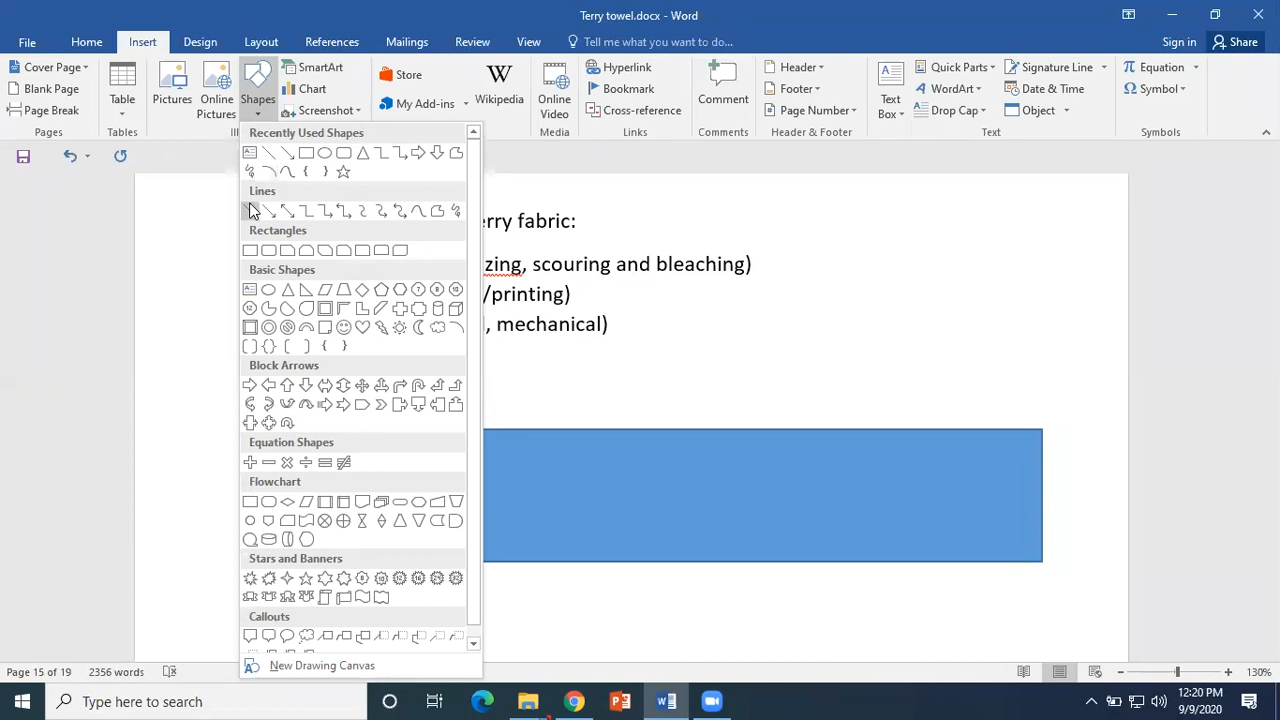 Terry towel.docx - Word
File Home Insert Design Layout References Mailings Review View Tell me what you want to do... Sign in Share
Cover Page
Blank Page
Page Break
Pages
Table
Tables
Pictures
Online Pictures
Shapes
SmartArt
Chart
Screenshot
Ill
Store
My Add-ins
Wikipedia
Online Video
Media
Hyperlink
Bookmark
Cross-reference
Links
Comment
Comments
Header
Footer
Page Number
Header & Footer
Text Box
Quick Parts
WordArt
Drop Cap
Signature Line
Date & Time
Object
Text
Equation
Symbol
Symbols
Recently Used Shapes
Lines
Rectangles
Basic Shapes
Block Arrows
Equation Shapes
Flowchart
Stars and Banners
Callouts
New Drawing Canvas
erry fabric:
zing, scouring and bleaching)
/printing)
l, mechanical)
Page 15 of 19 2356 words 130%
Type here to search
12:20 PM
9/9/2020